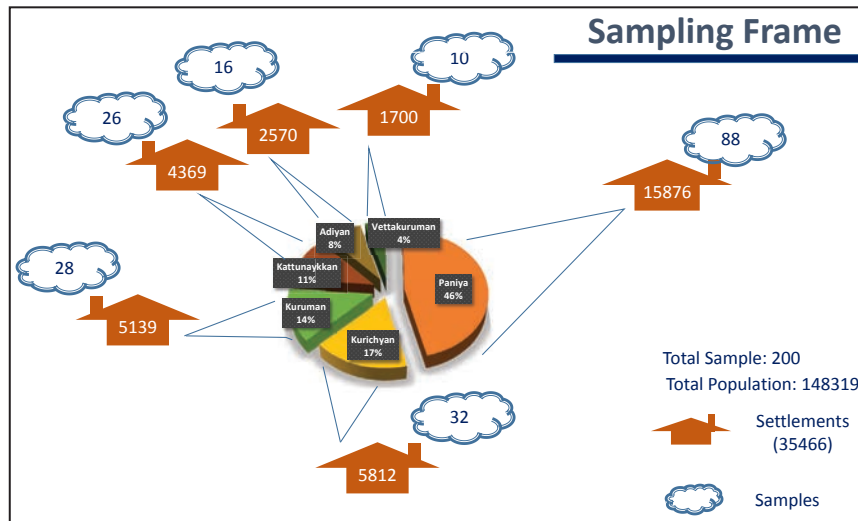 Sampling Frame
10
16
1700
26
2570
88
4369
15876
Adiyan
8%
Vettakuruman
4%
28
Kattunaykkan
11%
Paniya
46%
5139
Kuruman
14%
Kurichyan
17%
Total Sample: 200
Total Population: 148319
32
Settlements
(35466)
5812
Samples